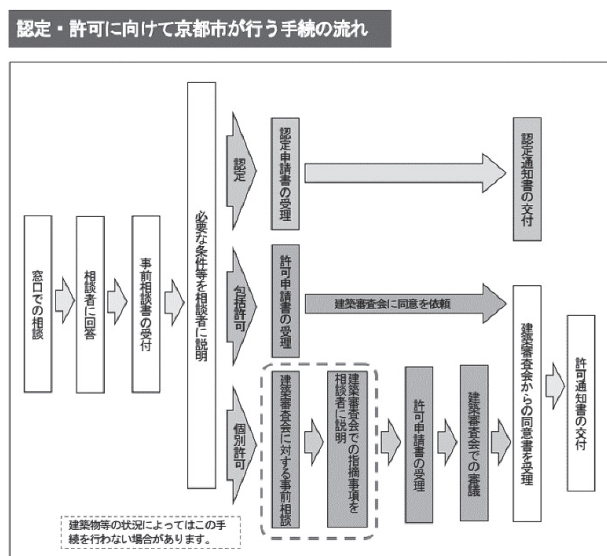 認定・許可に向けて京都市が行う手続の流れ
窓口での相談
相談者に回答
事前相談書の受付
必要な条件等を相談者に説明
認定
認定申請書の受理
認定通知書の交付
包括許可
許可申請書の受理
建築審査会に同意を依頼
個別許可
建築審査会に対する事前相談
建築審査会での指摘事項を
相談者に説明
許可申請書の受理
建築審査会での審議
建築審査会からの同意書を受理
許可通知書の交付
建築物等の状況によってはこの手
続を行わない場合があります。